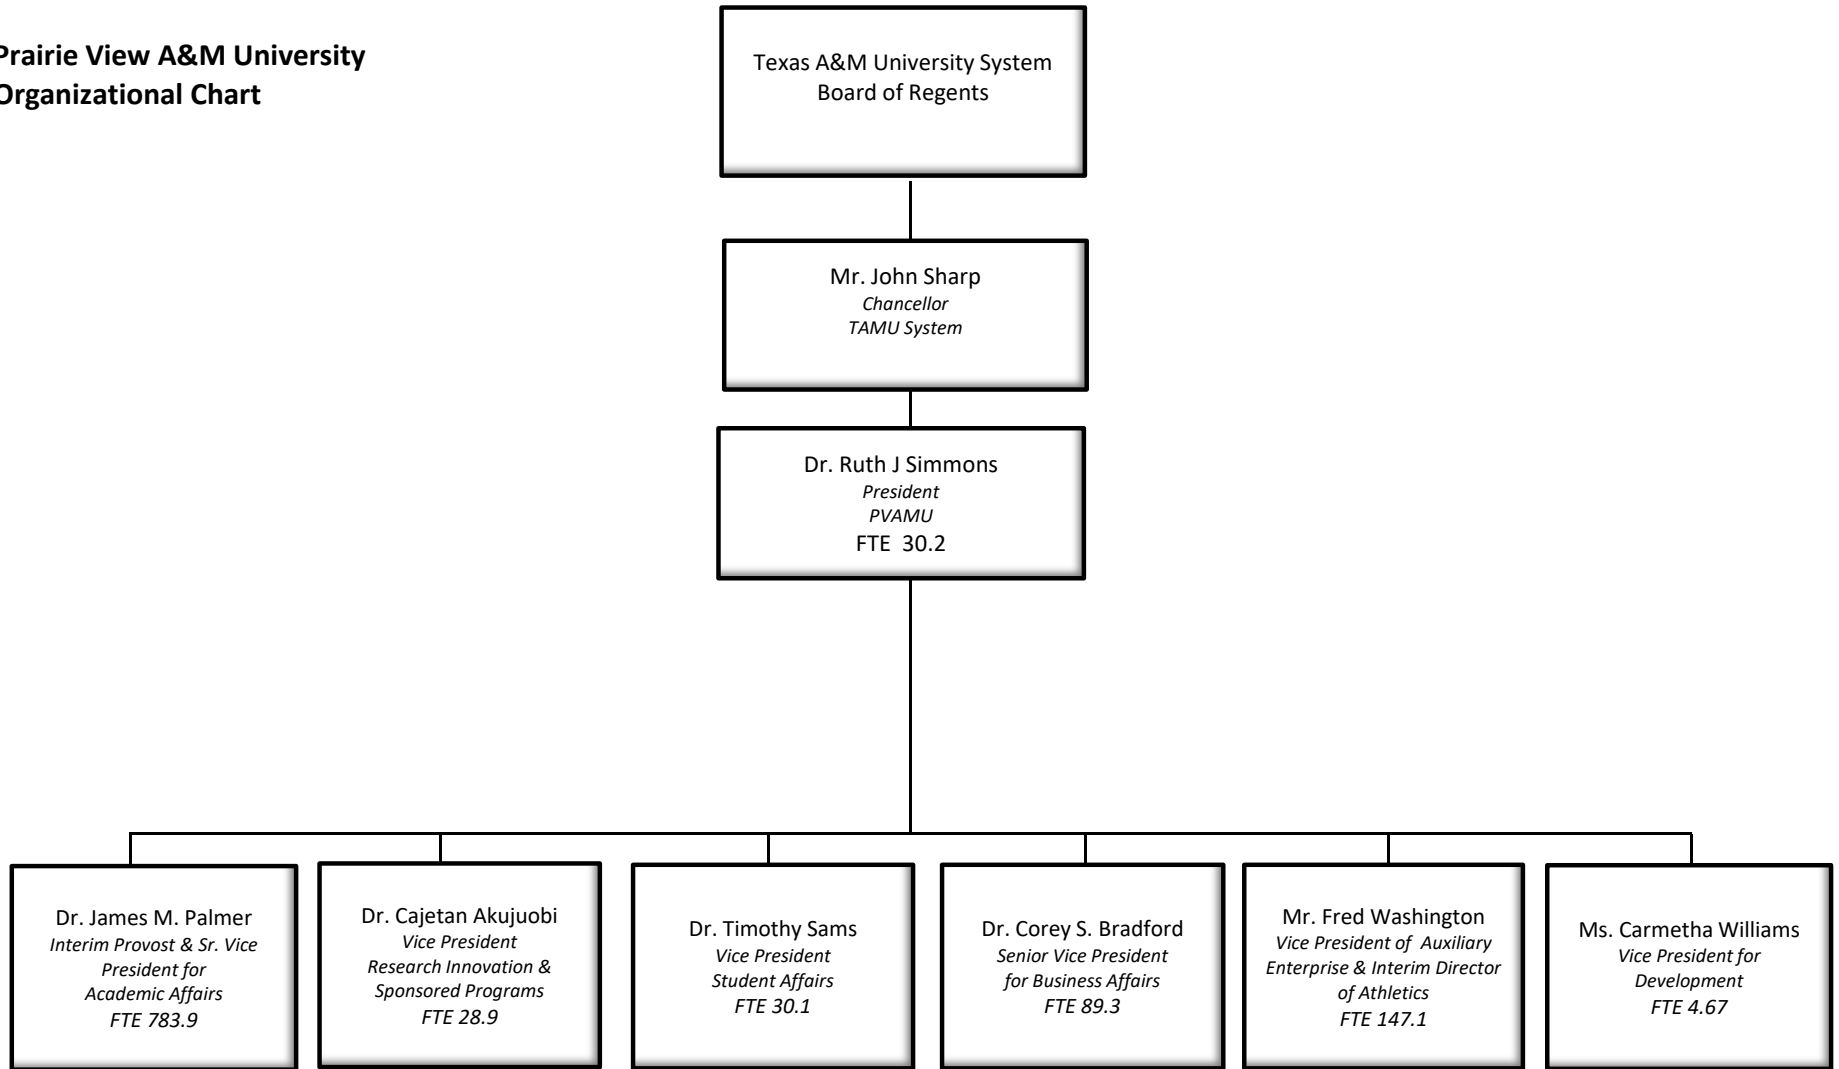 Prairie View A&M University
Organizational Chart
Texas A&M University System
Board of Regents
Mr. John Sharp
Chancellor
TAMU System
Dr. Ruth J Simmons
President
PVAMU
FTE 30.2
Dr. James M. Palmer
Interim Provost & Sr. Vice
President for
Academic Affairs
FTE 783.9
Dr. Cajetan Akujuobi
Vice President
Research Innovation &
Sponsored Programs
FTE 28.9
Dr. Timothy Sams
Vice President
Student Affairs
FTE 30.1
Dr. Corey S. Bradford
Senior Vice President
for Business Affairs
FTE 89.3
Mr. Fred Washington
Vice President of Auxiliary
Enterprise & Interim Director
of Athletics
FTE 147.1
Ms. Carmetha Williams
Vice President for
Development
FTE 4.67